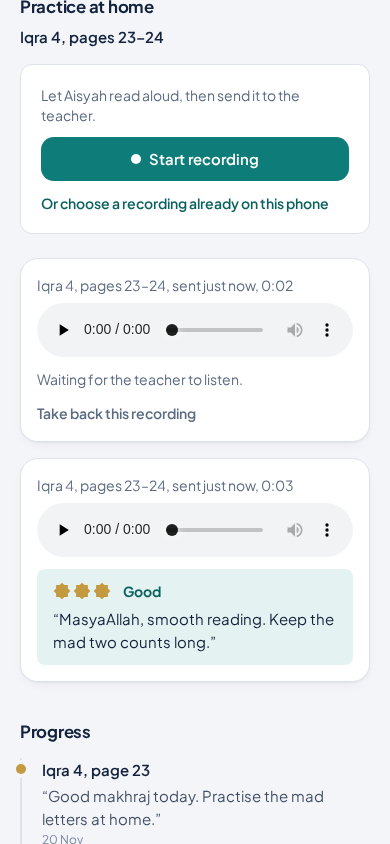 Practice at home
Iqra 4, pages 23–24
Let Aisyah read aloud, then send it to the
teacher.
Start recording
Or choose a recording already on this phone
Iqra 4, pages 23–24, sent just now, 0:02
0:00 / 0:00
Waiting for the teacher to listen.
Take back this recording
Iqra 4, pages 23–24, sent just now, 0:03
0:00 / 0:00
Good
“MasyaAllah, smooth reading. Keep the
mad two counts long.”
Progress
Iqra 4, page 23
“Good makhraj today. Practise the mad
letters at home.”
20 Nov